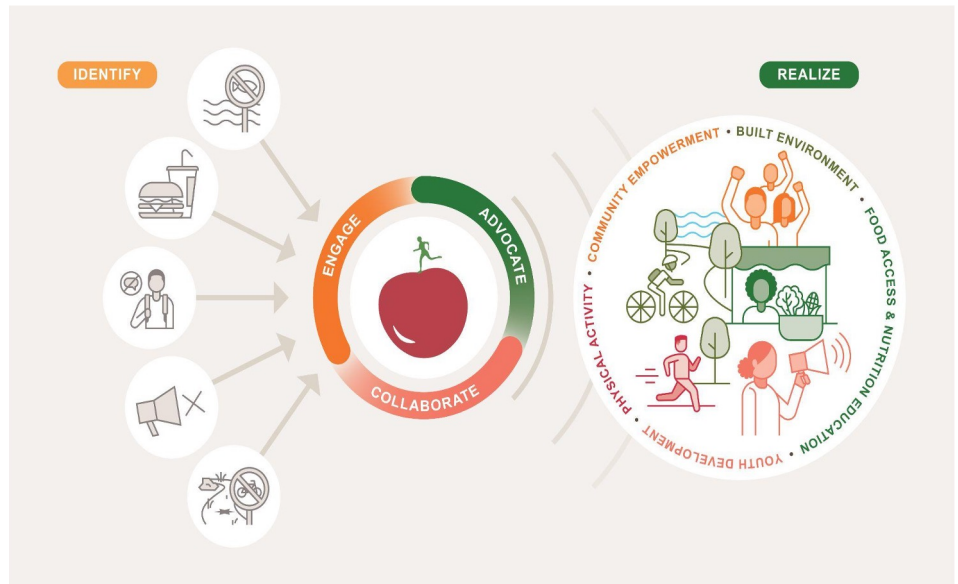 IDENTIFY
REALIZE
ENGAGE
ADVOCATE
COLLABORATE
COMMUNITY EMPOWERMENT • BUILT ENVIRONMENT • FOOD ACCESS & NUTRITION EDUCATION • YOUTH DEVELOPMENT • PHYSICAL ACTIVITY •